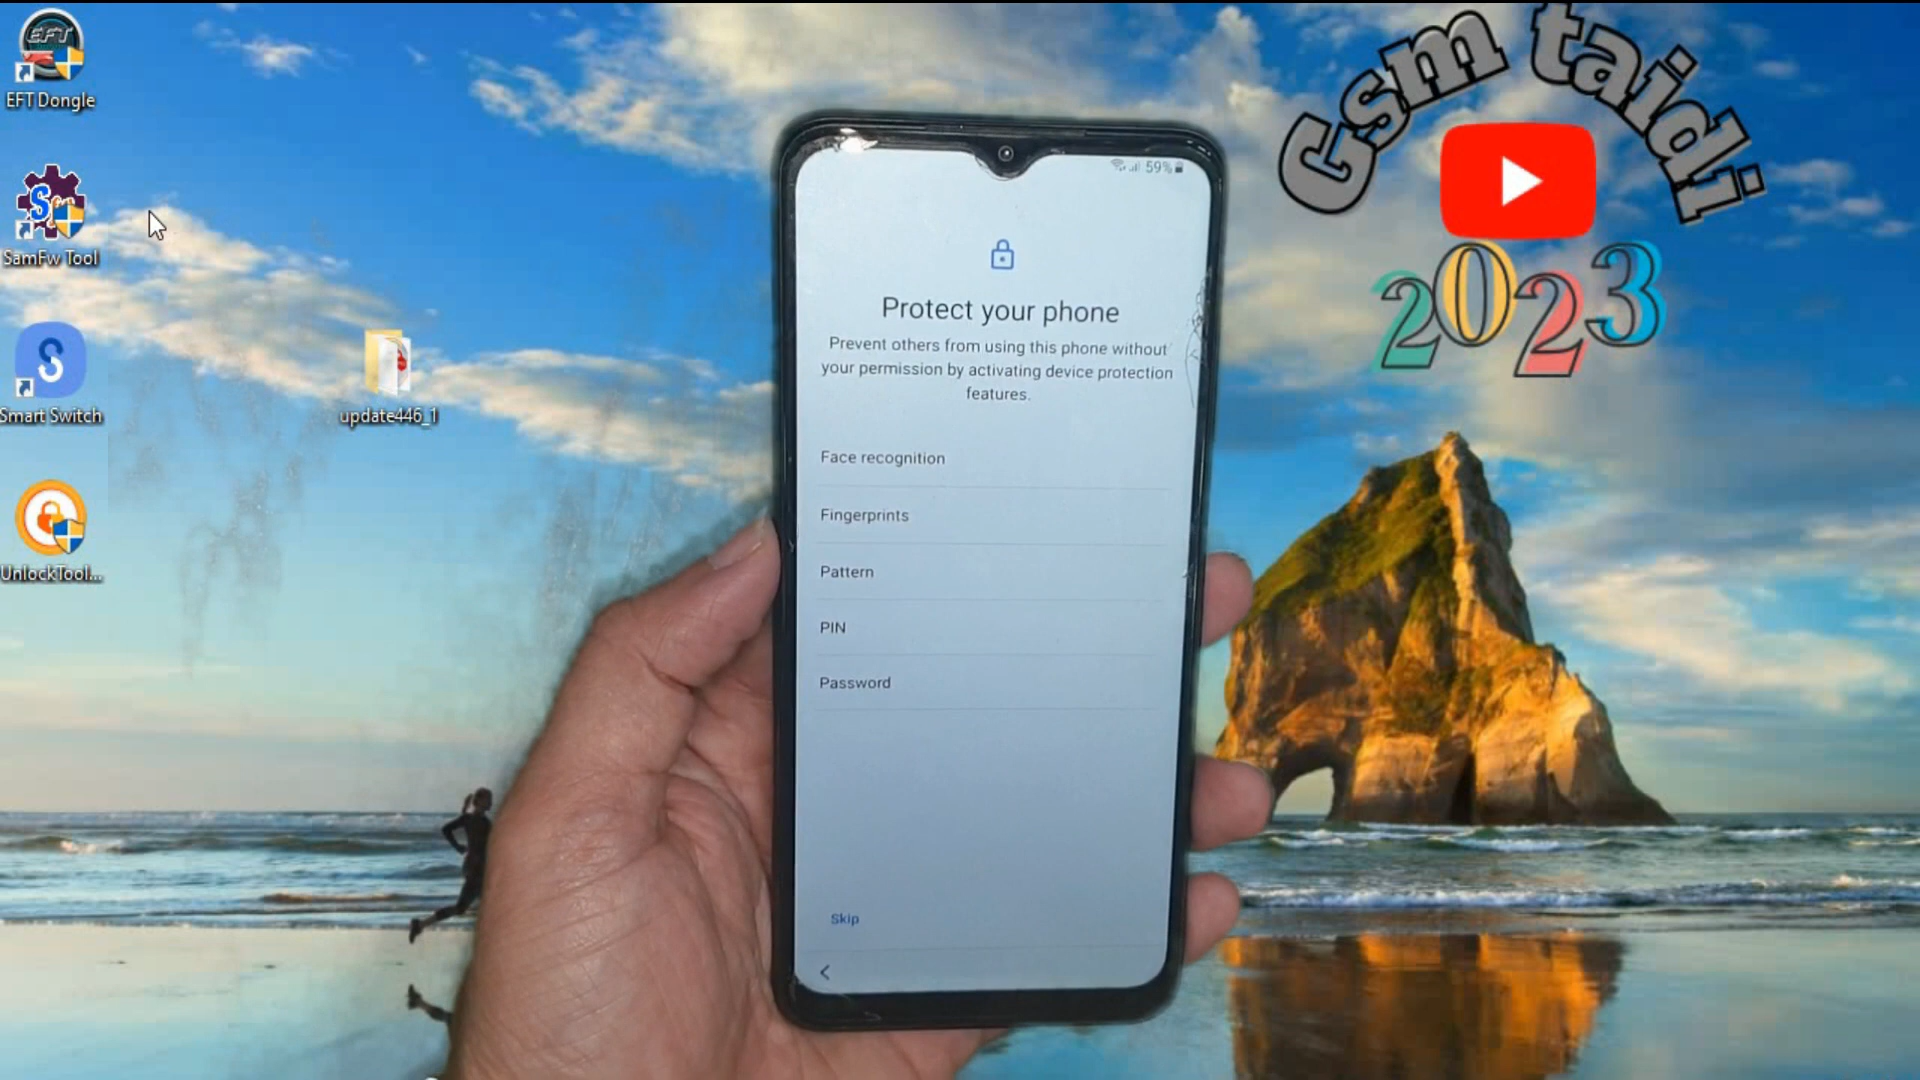 EFT
EFT Dongle
SamFw Tool
Smart Switch
UnlockTool...
update446_1
Gsm taidi
2023
59%
Protect your phone
Prevent others from using this phone without
your permission by activating device protection
features.
Face recognition
Fingerprints
Pattern
PIN
Password
Skip